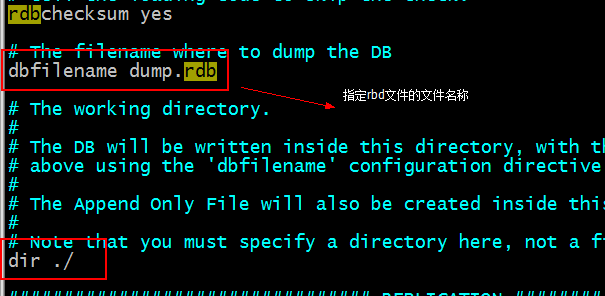 rdbchecksum yes
# The filename where to dump the DB
dbfilename dump.rdb
指定rbd文件的文件名称
# The working directory.
#
# The DB will be written inside this directory, with th
# above using the 'dbfilename' configuration directive
#
# The Append Only File will also be created inside this
#
# Note that you must specify a directory here, not a fi
dir ./